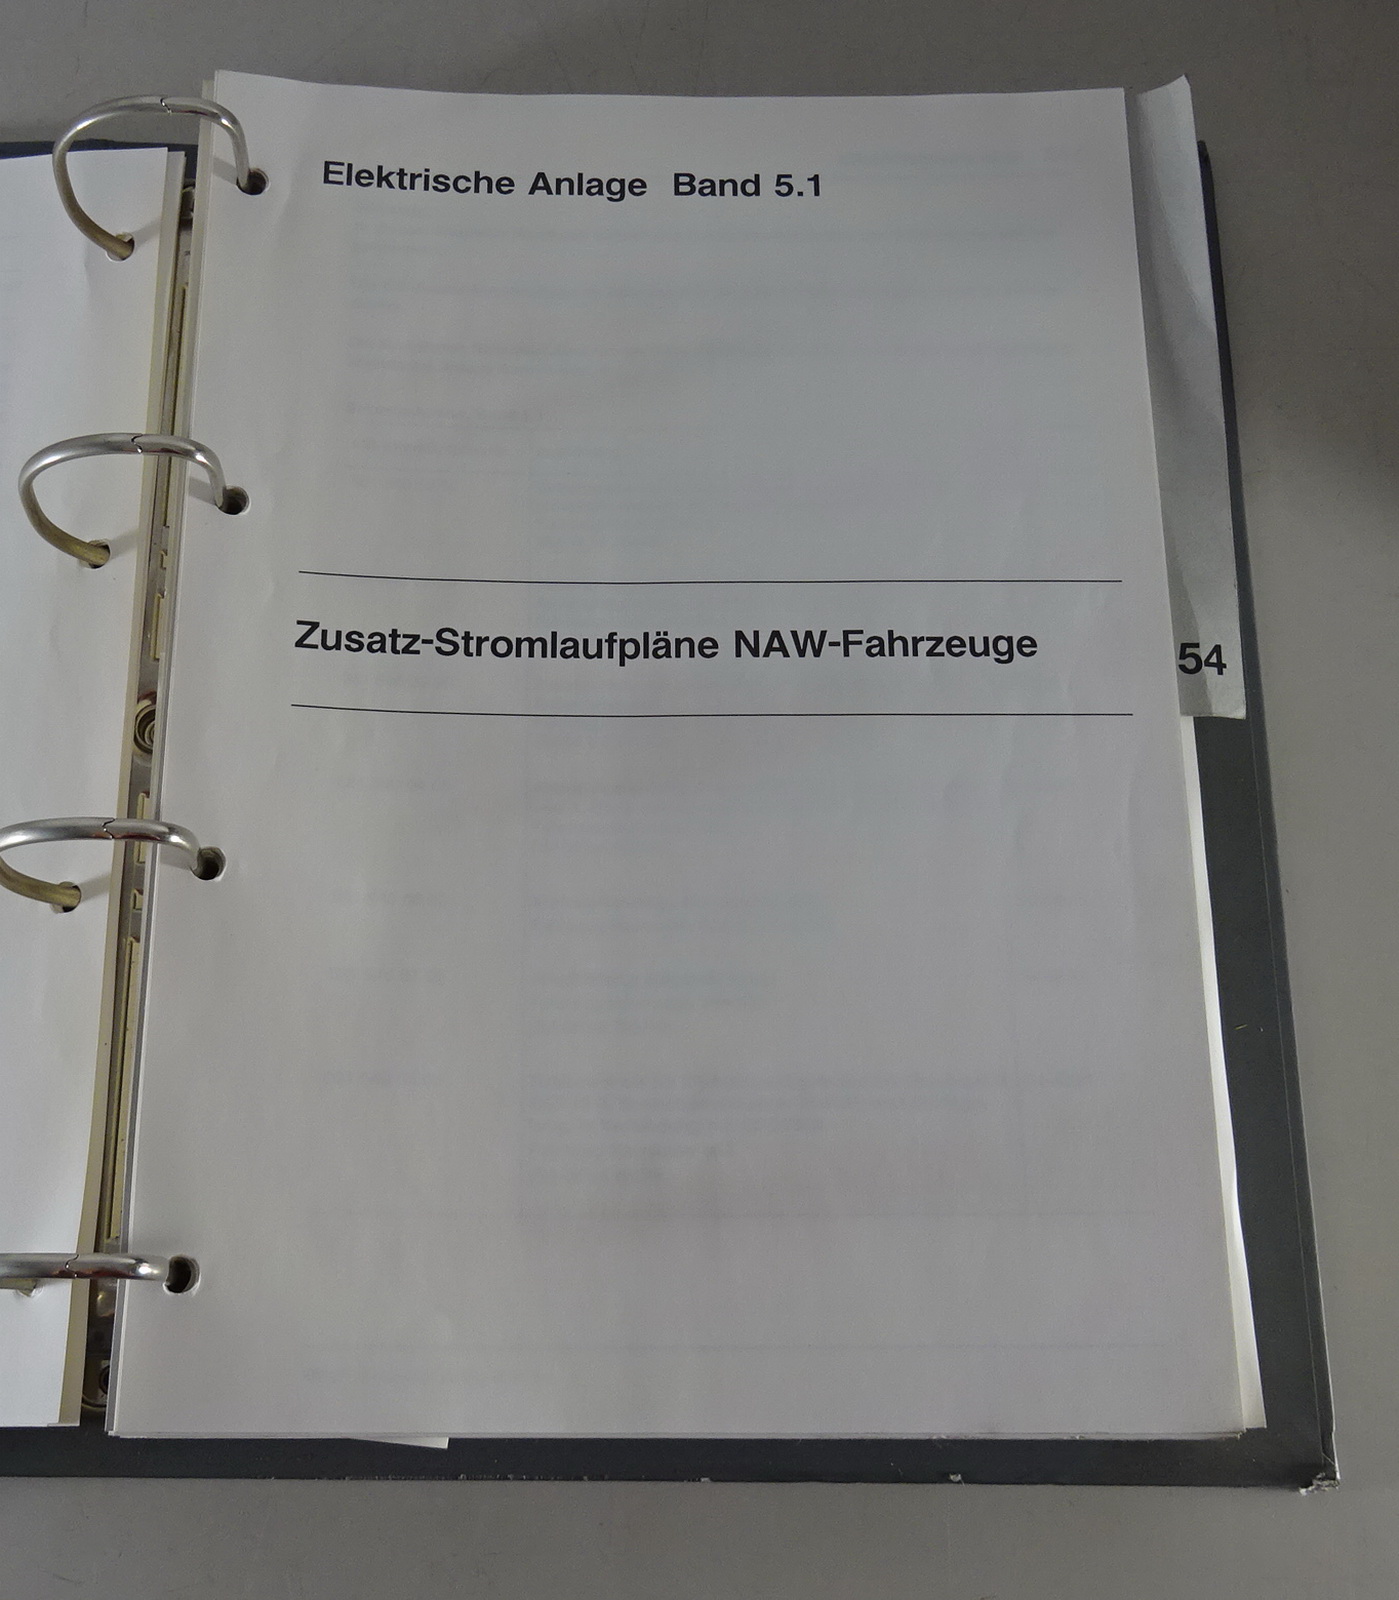 Elektrische Anlage Band 5.1
Zusatz-Stromlaufpläne NAW-Fahrzeuge
54